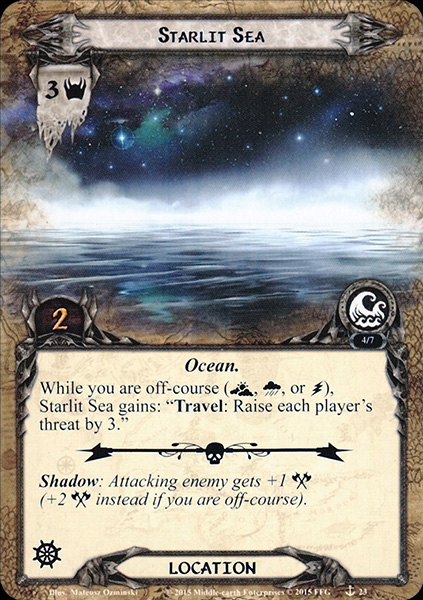 STARLIT SEA
3
2
4/7
Ocean.
While you are off-course ( , , or ),
Starlit Sea gains: “Travel: Raise each player’s
threat by 3.”
Shadow: Attacking enemy gets +1
(+2 instead if you are off-course).
LOCATION
Illus. Mateusz Ozminski © 2015 Middle-earth Enterprises © 2015 FFG 23